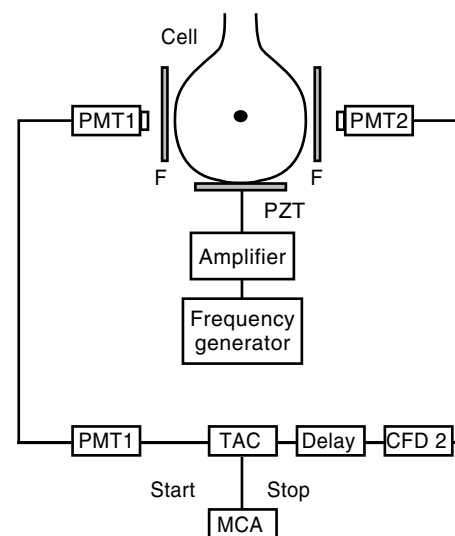 Cell
PMT1
PMT2
F
F
PZT
Amplifier
Frequency
generator
PMT1
TAC
Delay
CFD 2
Start
Stop
MCA